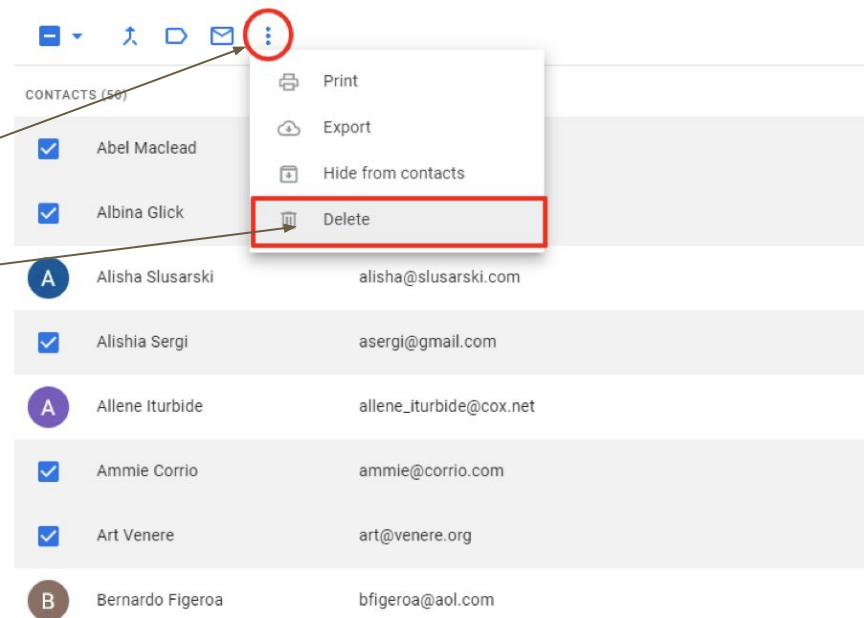 Print
CONTACTS (50)
Export
Abel Maclead
Hide from contacts
Albina Glick
Delete
A Alisha Slusarski alisha@slusarski.com
Alishia Sergi asergi@gmail.com
A Allene Iturbide allene_iturbide@cox.net
Ammie Corrio ammie@corrio.com
Art Venere art@venere.org
B Bernardo Figeroa bfigeroa@aol.com